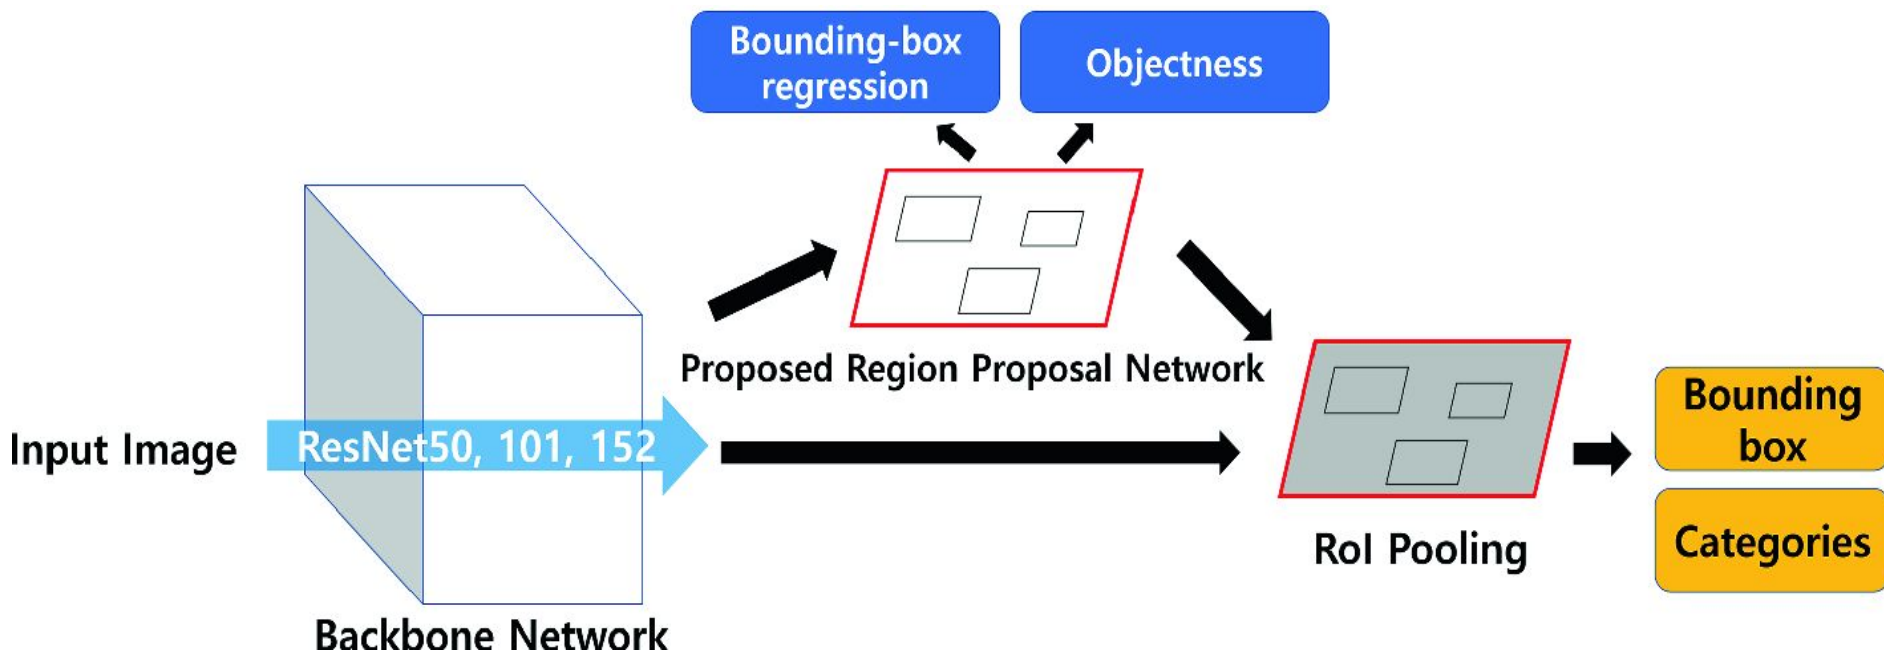 Bounding-box
regression
Objectness
Proposed Region Proposal Network
Input Image
ResNet50, 101, 152
Backbone Network
RoI Pooling
Bounding
box
Categories